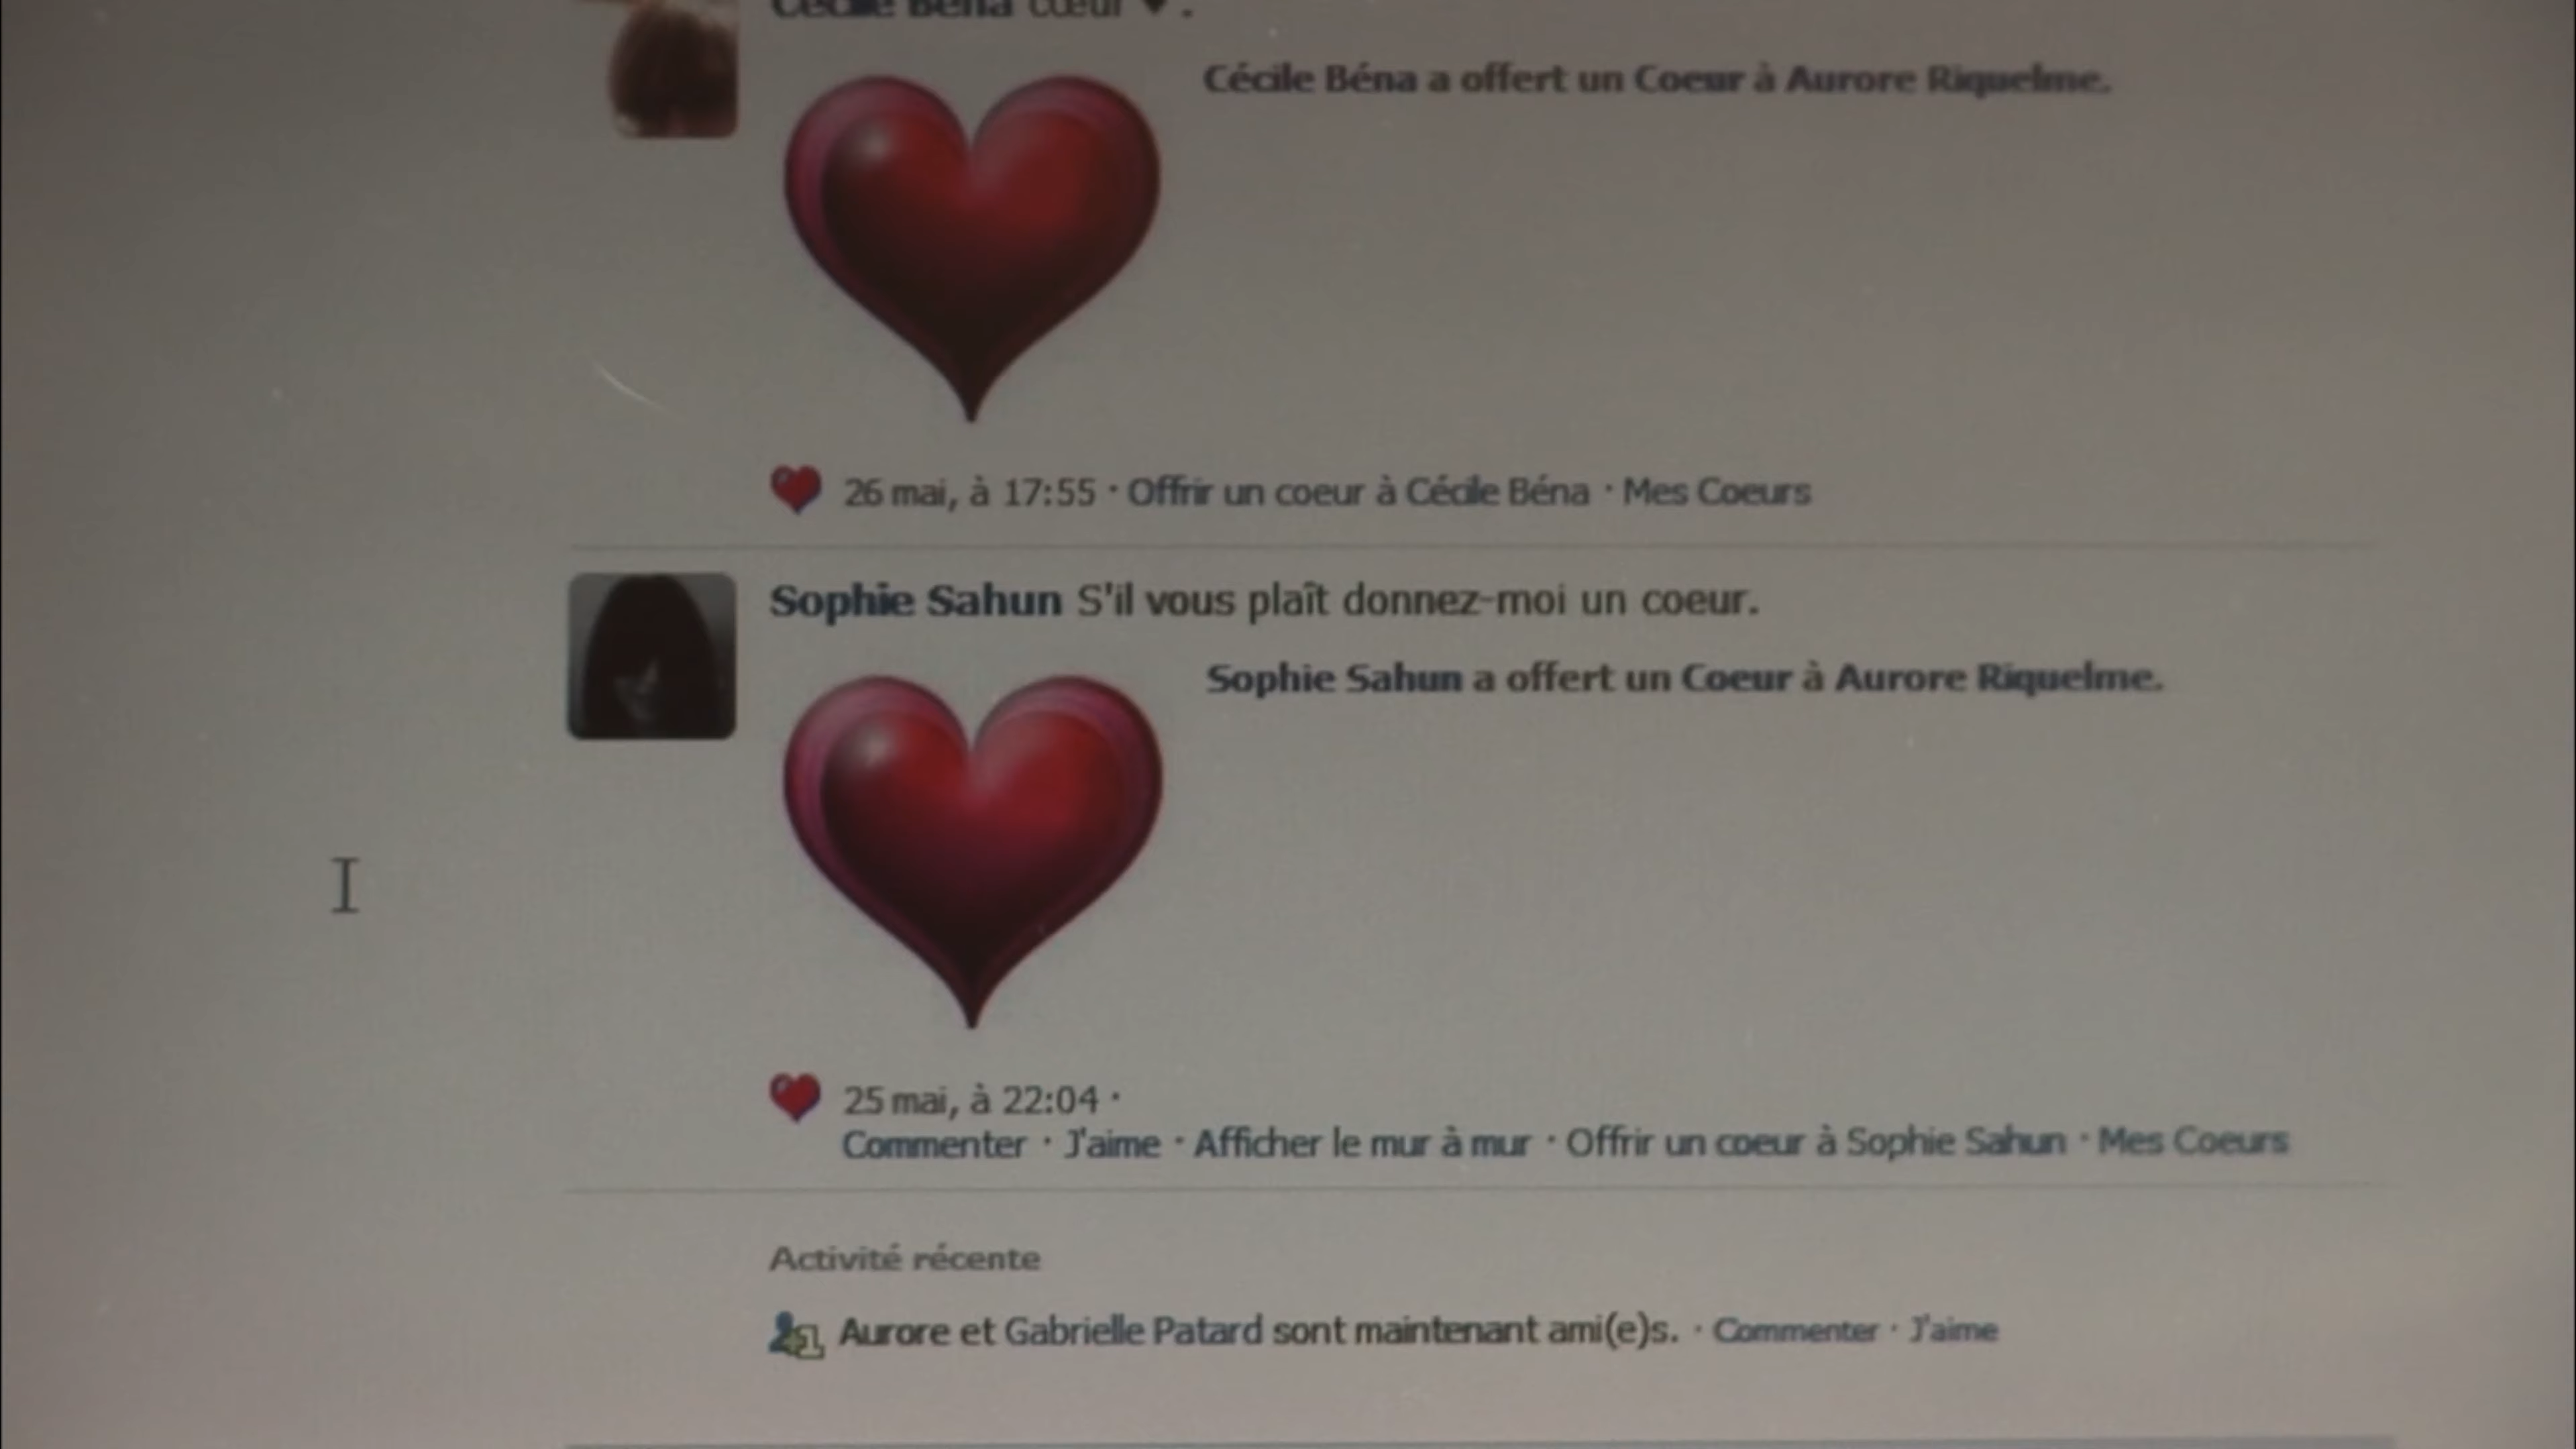 Cécile Béna cœur ♥ .
Cécile Béna a offert un Coeur à Aurore Riquelme.
26 mai, à 17:55 · Offrir un coeur à Cécile Béna · Mes Coeurs
Sophie Sahun S'il vous plaît donnez-moi un coeur.
Sophie Sahun a offert un Coeur à Aurore Riquelme.
25 mai, à 22:04 ·
Commenter · J'aime · Afficher le mur à mur · Offrir un coeur à Sophie Sahun · Mes Coeurs
Activité récente
Aurore et Gabrielle Patard sont maintenant ami(e)s. · Commenter · J'aime